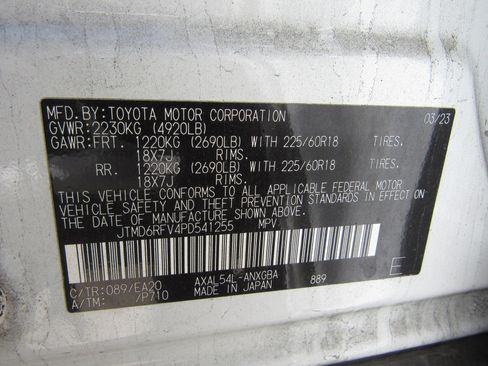 MFD.BY:TOYOTA MOTOR CORPORATION 03/23
GVWR:2230KG (4920LB)
GAWR:FRT. 1220KG (2690LB) WITH 225/60R18 TIRES.
18X7J RIMS.
RR. 1220KG (2690LB) WITH 225/60R18 TIRES.
18X7J RIMS.
THIS VEHICLE CONFORMS TO ALL APPLICABLE FEDERAL MOTOR
VEHICLE SAFETY AND THEFT PREVENTION STANDARDS IN EFFECT
ON THE DATE OF MANUFACTURE SHOWN ABOVE.
JTMD6RFV4PD541255 MPV
C/TR:089/EA20 AXAL54L-ANXGBA
A/TM: /P710 MADE IN JAPAN 889
E